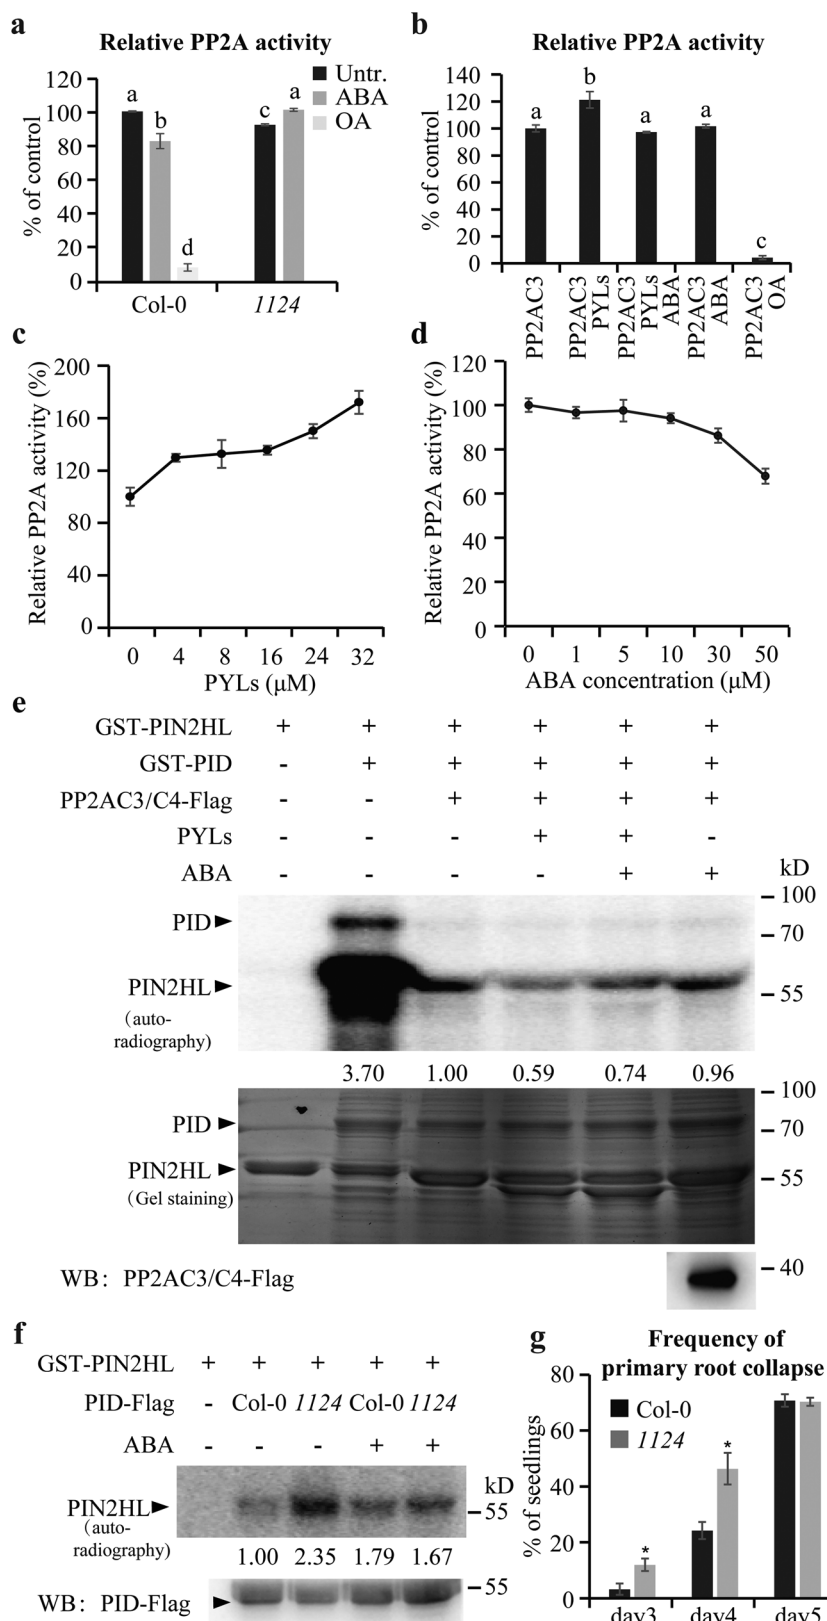 a
Relative PP2A activity
% of control
120
100
80
60
40
20
0
a
b
d
c
a
Untr.
ABA
OA
Col-0
1124
b
Relative PP2A activity
% of control
140
120
100
80
60
40
20
0
a
b
a
a
c
PP2AC3
PP2AC3
PYLs
PP2AC3
PYLs
ABA
PP2AC3
ABA
PP2AC3
OA
c
Relative PP2A activity (%)
200
160
120
80
40
0
0 4 8 16 24 32
PYLs (μM)
d
Relative PP2A activity (%)
120
100
80
60
40
20
0
0 1 5 10 30 50
ABA concentration (μM)
e
GST-PIN2HL + + + + + +
GST-PID - + + + + +
PP2AC3/C4-Flag - - + + + +
PYLs - - - + + -
ABA - - - - + +
kD
100
PID
70
PIN2HL
55
(auto-
radiography)
3.70 1.00 0.59 0.74 0.96
100
PID
70
PIN2HL
55
(Gel staining)
40
WB: PP2AC3/C4-Flag
f
GST-PIN2HL + + + + +
PID-Flag - Col-0 1124 Col-0 1124
ABA - - - + +
kD
PIN2HL
55
(auto-
radiography)
1.00 2.35 1.79 1.67
55
WB: PID-Flag
g
Frequency of
primary root collapse
% of seedlings
80
60
40
20
0
Col-0
1124
*
*
day3 day4 day5